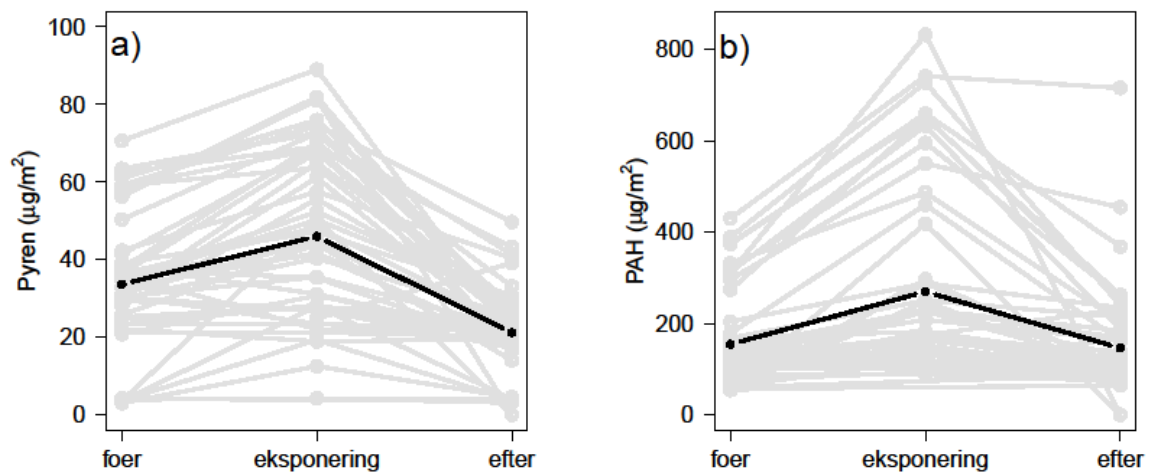 a)
Pyren (µg/m²)
100
80
60
40
20
0
foer eksponering efter
b)
PAH (µg/m²)
800
600
400
200
0
foer eksponering efter